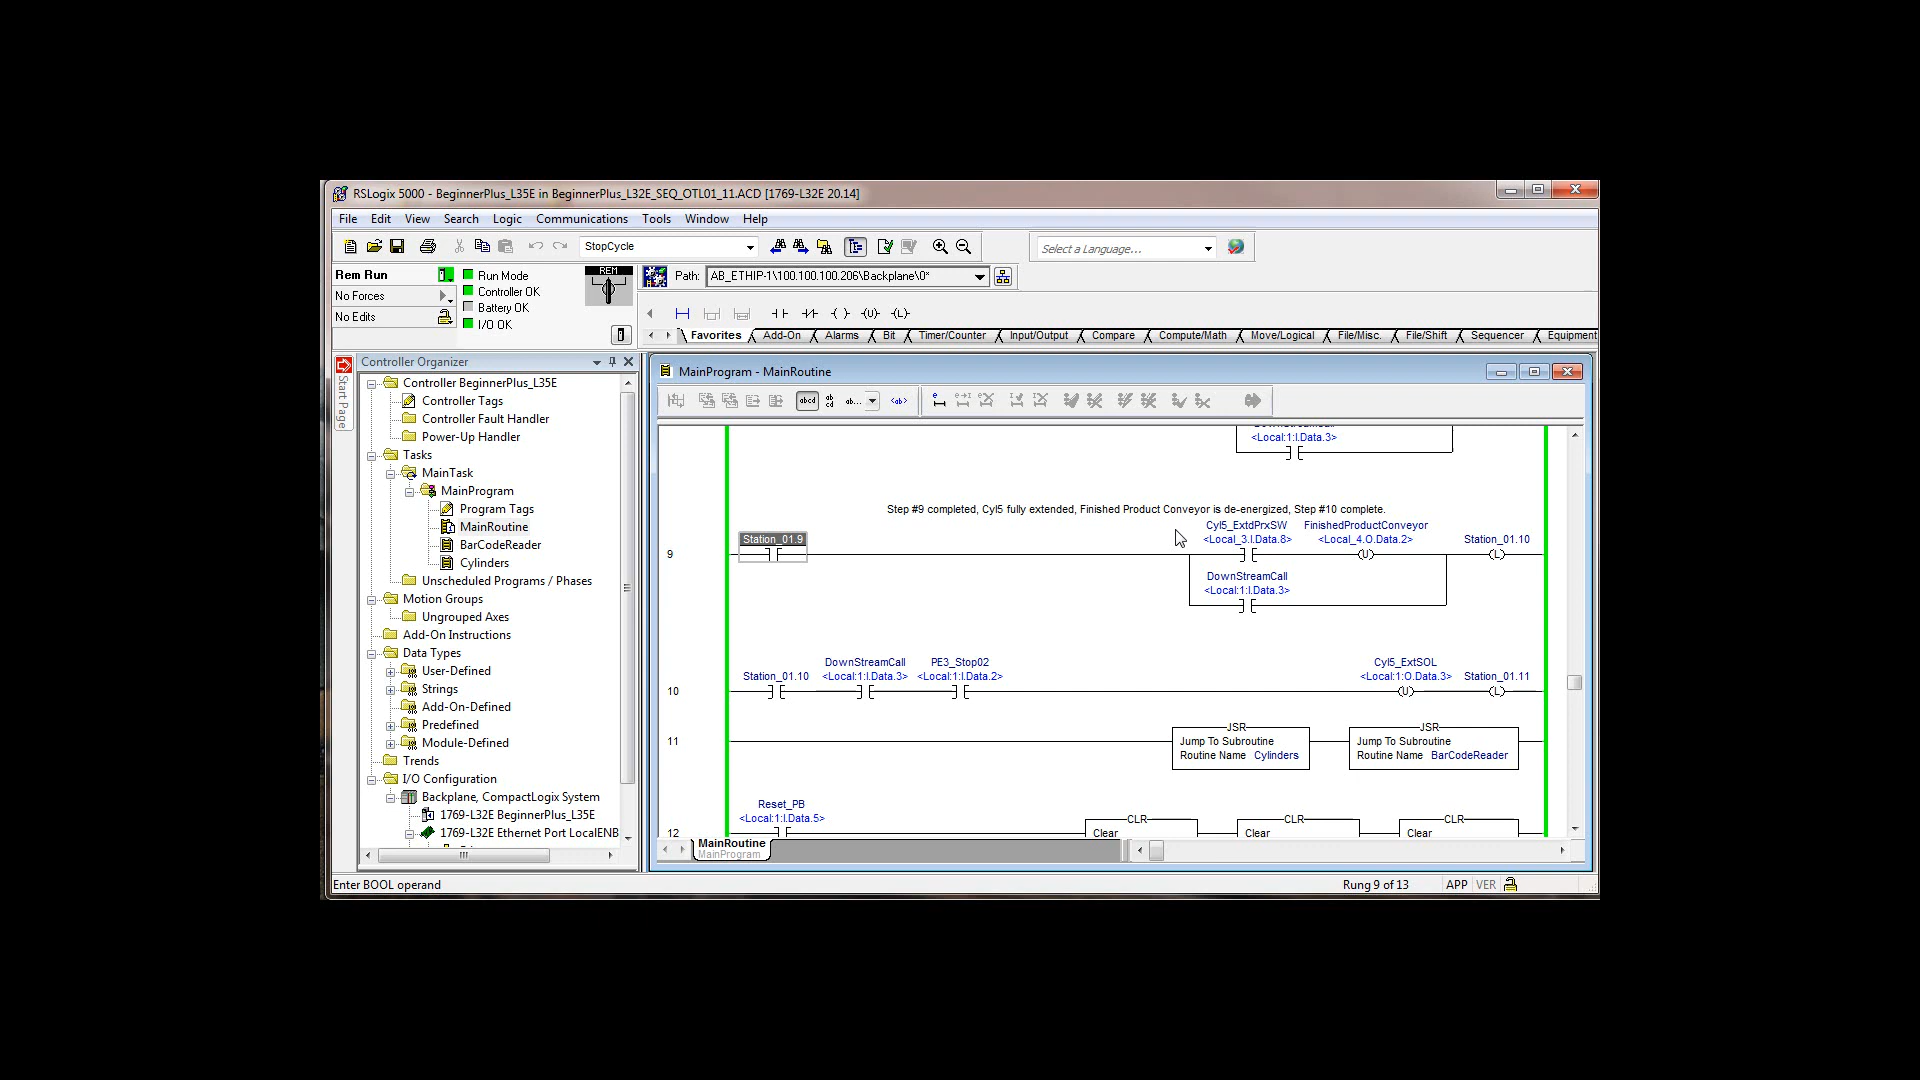 RSLogix 5000 - BeginnerPlus_L35E in BeginnerPlus_L32E_SEQ_OTL01_11.ACD [1769-L32E 20.14]
File Edit View Search Logic Communications Tools Window Help
StopCycle
Select a Language...
Rem Run
No Forces
No Edits
Run Mode
Controller OK
Battery OK
I/O OK
REM
Path: AB_ETHIP-1\100.100.100.206\Backplane\0*
Favorites Add-On Alarms Bit Timer/Counter Input/Output Compare Compute/Math Move/Logical File/Misc. File/Shift Sequencer Equipment
Start Page
Controller Organizer
Controller BeginnerPlus_L35E
Controller Tags
Controller Fault Handler
Power-Up Handler
Tasks
MainTask
MainProgram
Program Tags
MainRoutine
BarCodeReader
Cylinders
Unscheduled Programs / Phases
Motion Groups
Ungrouped Axes
Add-On Instructions
Data Types
User-Defined
Strings
Add-On-Defined
Predefined
Module-Defined
Trends
I/O Configuration
Backplane, CompactLogix System
1769-L32E BeginnerPlus_L35E
1769-L32E Ethernet Port LocalENB
MainProgram - MainRoutine
abcd ab cd ab... <ab>
<Local:1:I.Data.3>
Step #9 completed, Cyl5 fully extended, Finished Product Conveyor is de-energized, Step #10 complete.
Cyl5_ExtdPrxSW FinishedProductConveyor
Station_01.9 <Local_3.I.Data.8> <Local_4.O.Data.2> Station_01.10
9 U L
DownStreamCall
<Local:1:I.Data.3>
DownStreamCall PE3_Stop02 Cyl5_ExtSOL
Station_01.10 <Local:1:I.Data.3> <Local:1:I.Data.2> <Local:1:O.Data.3> Station_01.11
10 U L
JSR JSR
11 Jump To Subroutine Jump To Subroutine
Routine Name Cylinders Routine Name BarCodeReader
Reset_PB
<Local:1:I.Data.5>
CLR CLR CLR
12 Clear Clear Clear
MainRoutine
MainProgram
Enter BOOL operand
Rung 9 of 13 APP VER